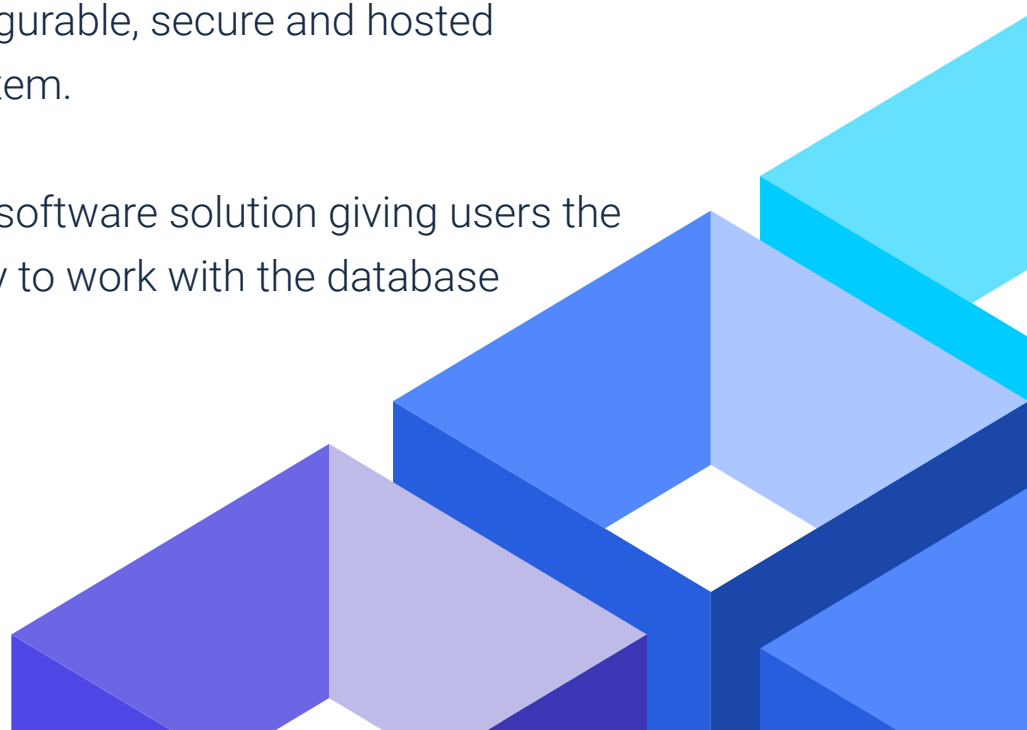 gurable, secure and hosted
tem.
software solution giving users the
y to work with the database